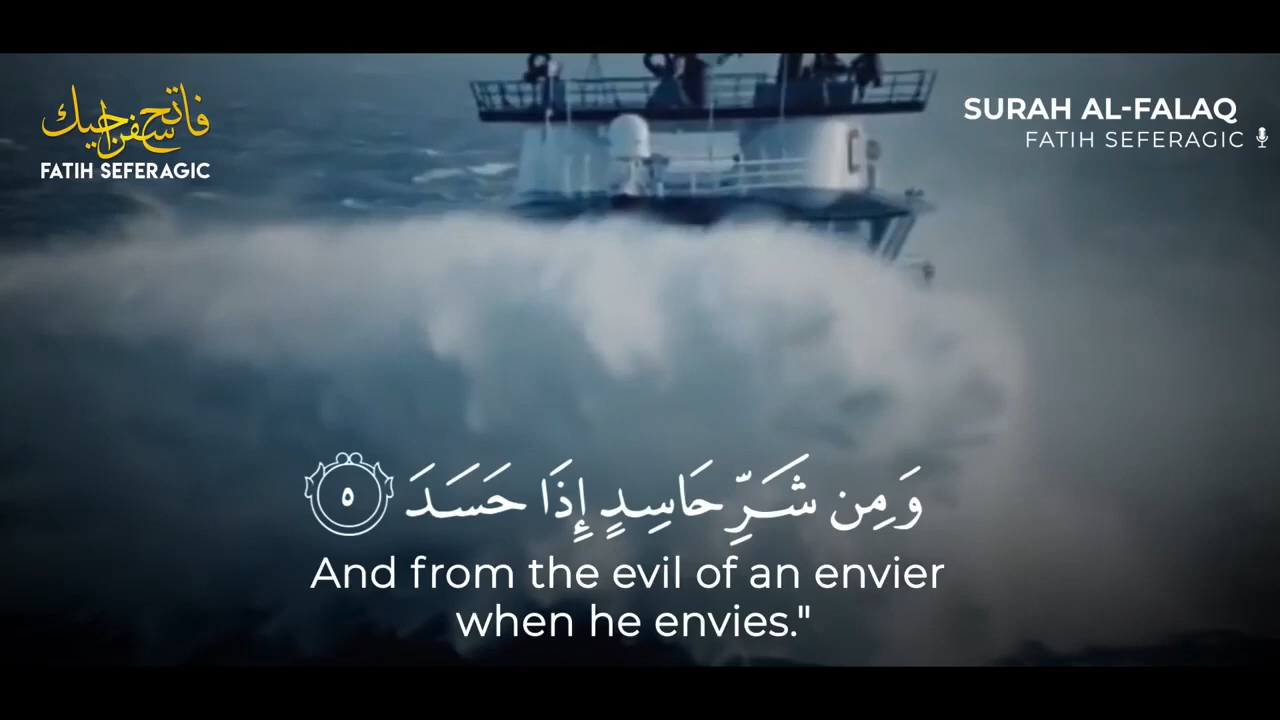 فاتح سفراجيك
FATIH SEFERAGIC
SURAH AL-FALAQ
FATIH SEFERAGIC
وَمِن شَرِّ حَاسِدٍ إِذَا حَسَدَ ٥
And from the evil of an envier
when he envies."